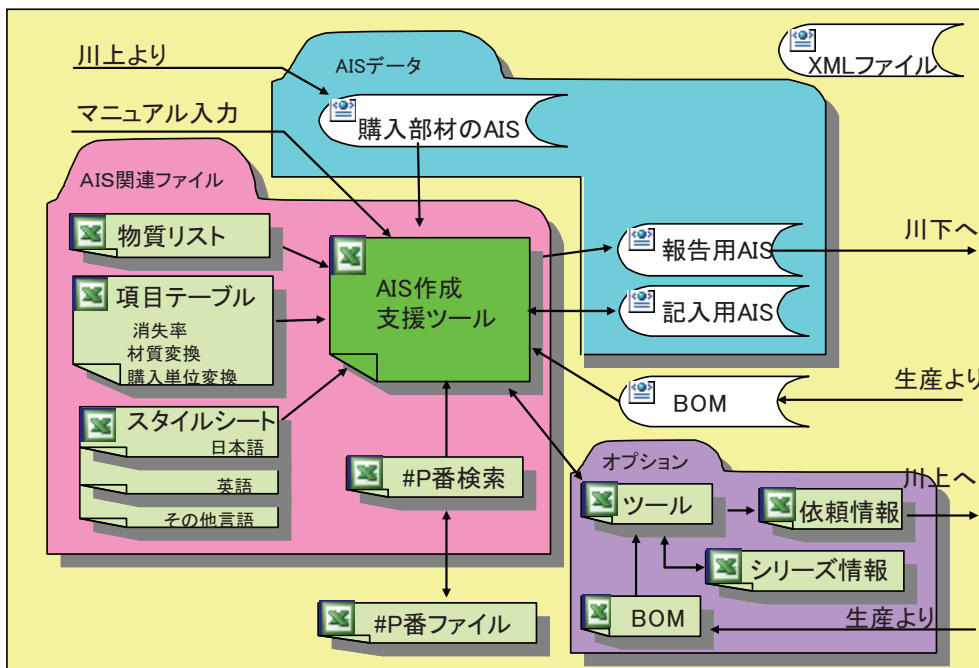 川上より
AISデータ
XMLファイル
マニュアル入力
購入部材のAIS
AIS関連ファイル
物質リスト
報告用AIS
川下へ
項目テーブル
消失率
材質変換
購入単位変換
AIS作成
支援ツール
記入用AIS
生産より
BOM
スタイルシート
日本語
英語
その他言語
#P番検索
オプション
川上へ
ツール
依頼情報
シリーズ情報
#P番ファイル
BOM
生産より